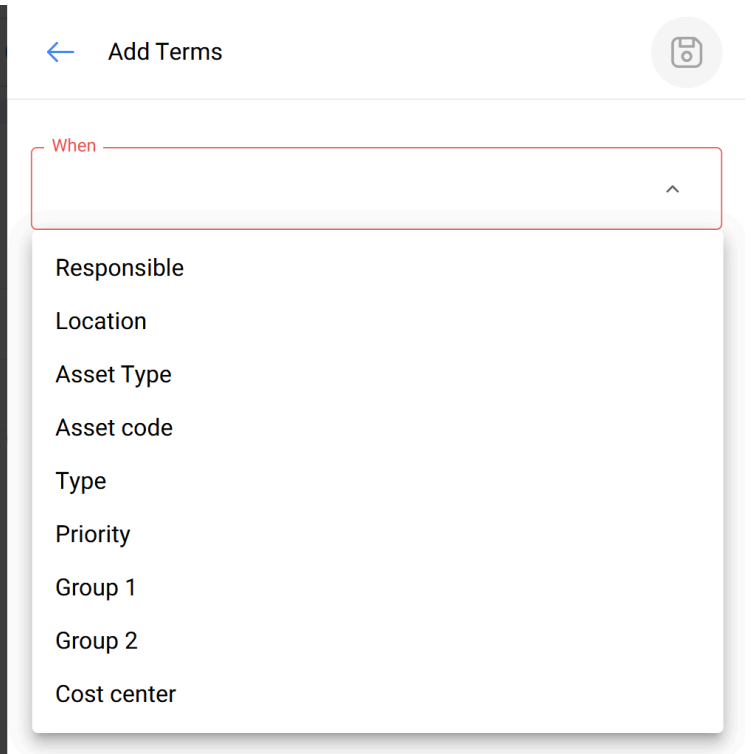 Add Terms
When
Responsible
Location
Asset Type
Asset code
Type
Priority
Group 1
Group 2
Cost center